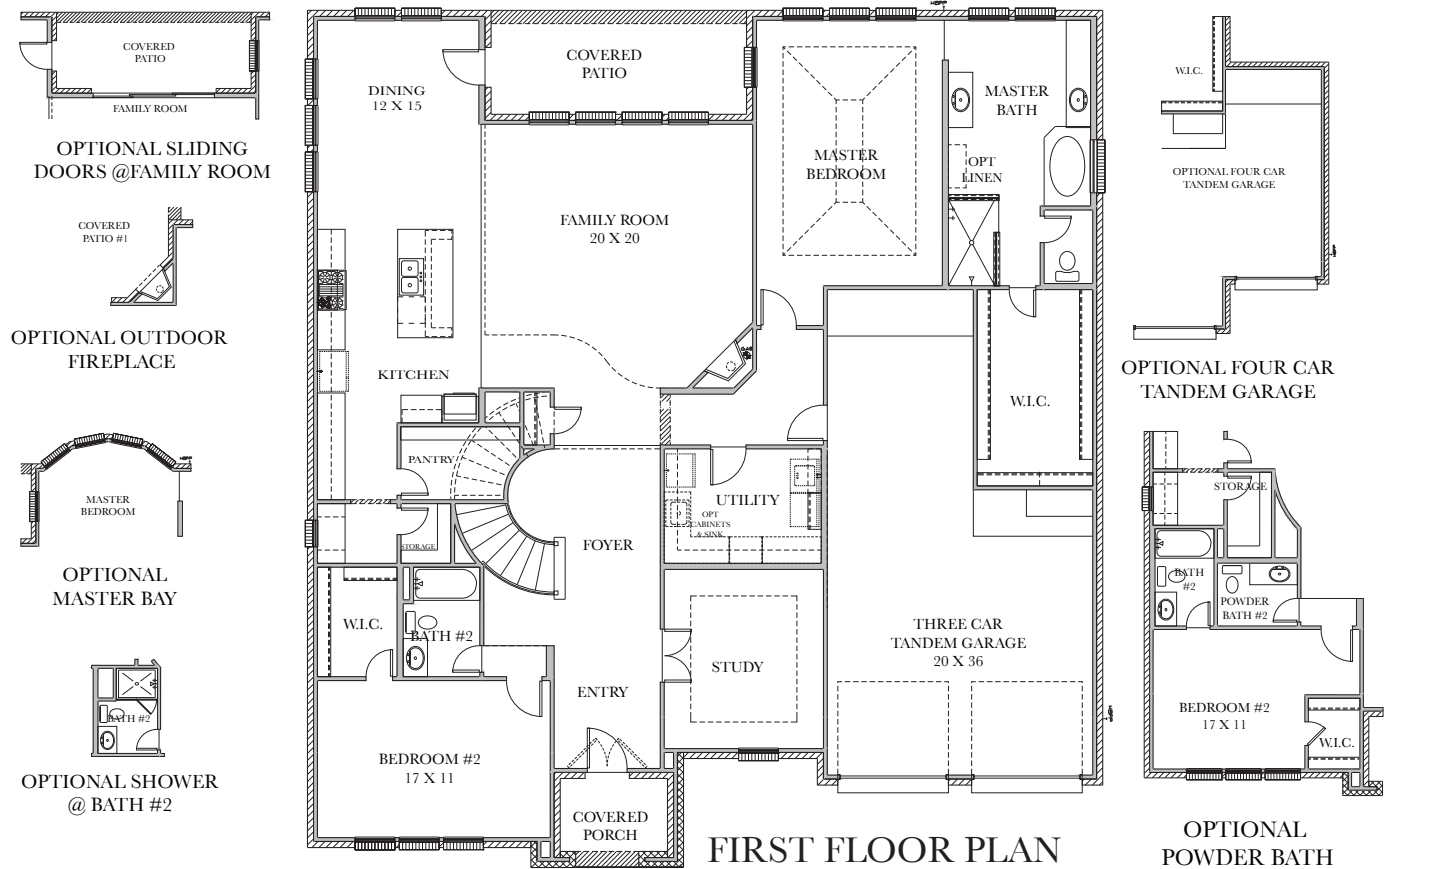 COVERED
PATIO
FAMILY ROOM
OPTIONAL SLIDING
DOORS @FAMILY ROOM
COVERED
PATIO #1
OPTIONAL OUTDOOR
FIREPLACE
MASTER
BEDROOM
OPTIONAL
MASTER BAY
BATH #2
OPTIONAL SHOWER
@ BATH #2
DINING
12 X 15
COVERED
PATIO
MASTER
BATH
MASTER
BEDROOM
OPT
LINEN
FAMILY ROOM
20 X 20
KITCHEN
W.I.C.
PANTRY
UTILITY
OPT
CABINETS
& SINK
STORAGE
FOYER
W.I.C.
BATH #2
THREE CAR
TANDEM GARAGE
20 X 36
STUDY
ENTRY
BEDROOM #2
17 X 11
COVERED
PORCH
FIRST FLOOR PLAN
W.I.C.
OPTIONAL FOUR CAR
TANDEM GARAGE
OPTIONAL FOUR CAR
TANDEM GARAGE
STORAGE
BATH
#2
POWDER
BATH #2
BEDROOM #2
17 X 11
W.I.C.
OPTIONAL
POWDER BATH